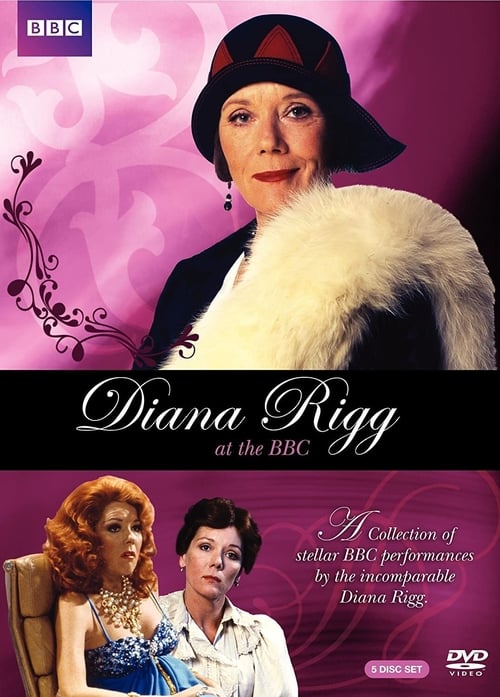 BBC
Diana Rigg
at the BBC
A Collection of
stellar BBC performances
by the incomparable
Diana Rigg.
5 DISC SET
DVD
VIDEO